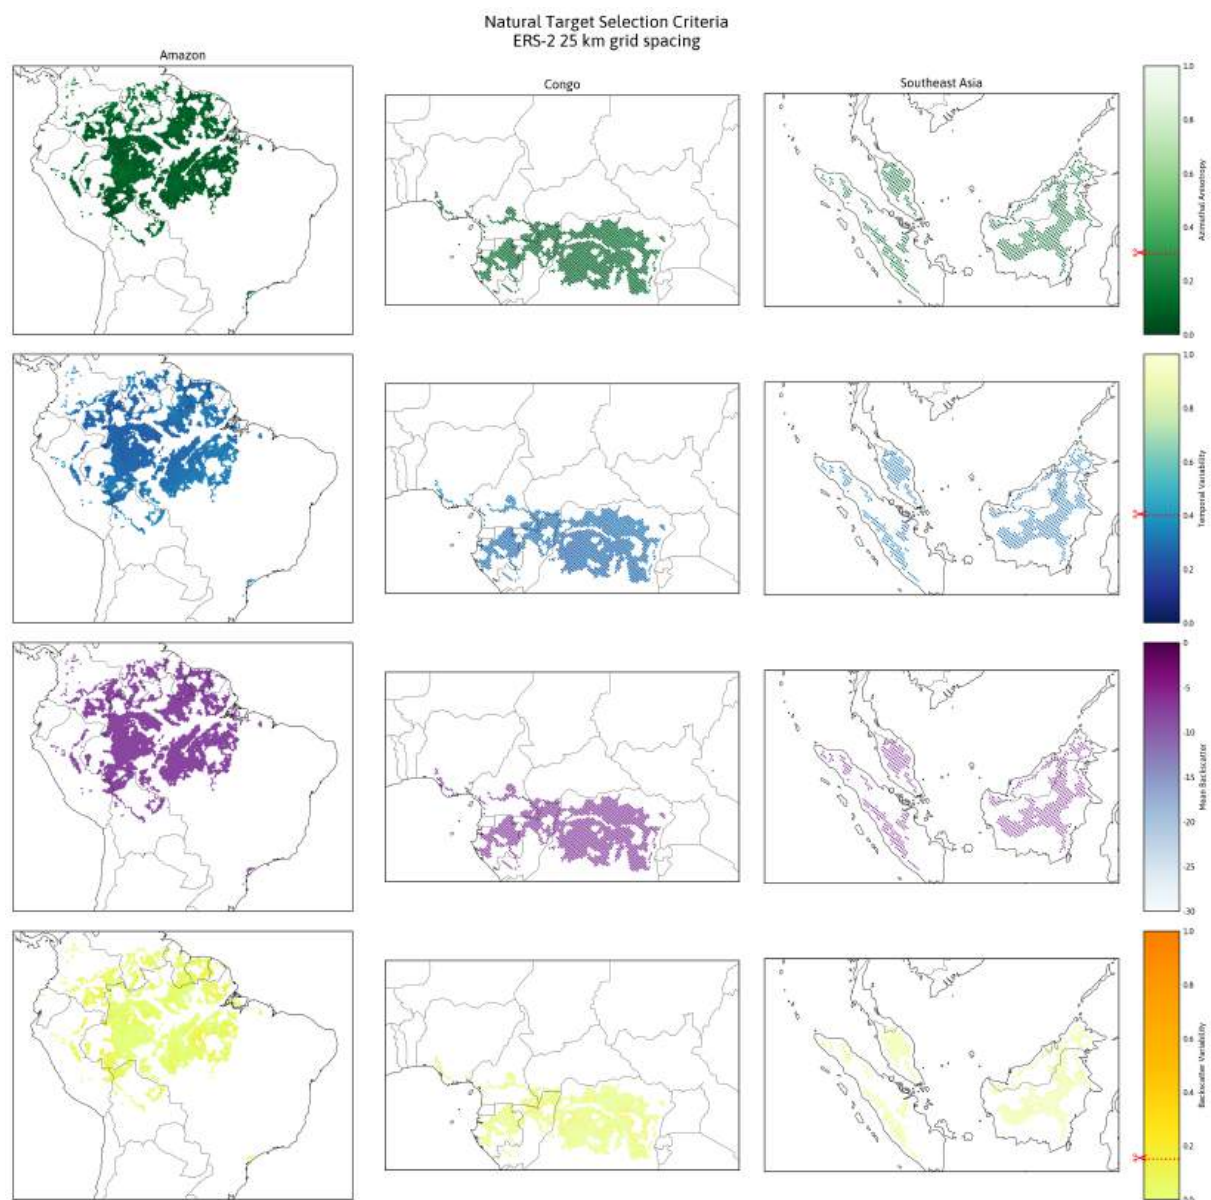 Natural Target Selection Criteria
ERS-2 25 km grid spacing
Amazon
Congo
Southeast Asia
1.0
0.8
0.6
0.4
0.2
0.0
Azimuthal Anisotropy
1.0
0.8
0.6
0.4
0.2
0.0
Temporal Variability
0
-5
-10
-15
-20
-25
-30
Mean Backscatter
1.0
0.8
0.6
0.4
0.2
0.0
Backscatter Variability